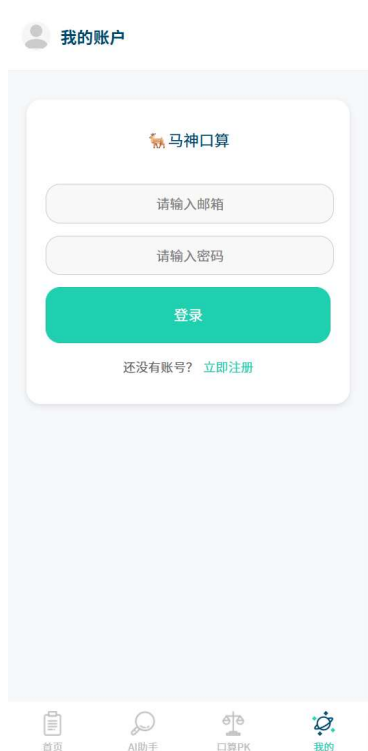 我的账户
马神口算
请输入邮箱
请输入密码
登录
还没有账号? 立即注册
首页 AI助手 口算PK 我的